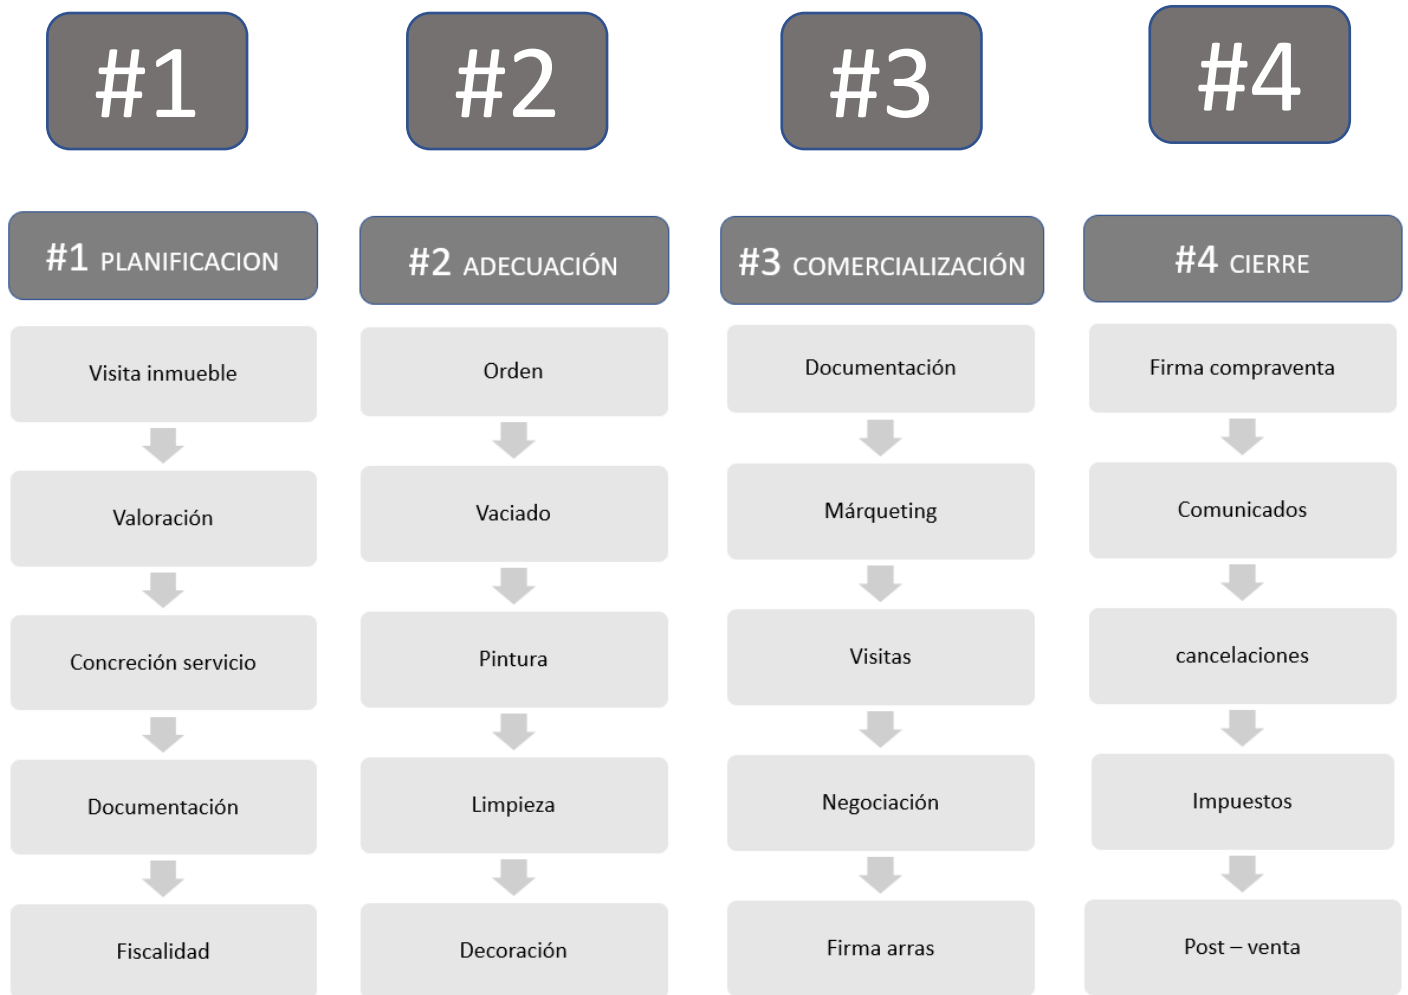 #1
#2
#3
#4
#1 PLANIFICACION
Visita inmueble
Valoración
Concreción servicio
Documentación
Fiscalidad
#2 ADECUACIÓN
Orden
Vaciado
Pintura
Limpieza
Decoración
#3 COMERCIALIZACIÓN
Documentación
Márqueting
Visitas
Negociación
Firma arras
#4 CIERRE
Firma compraventa
Comunicados
cancelaciones
Impuestos
Post – venta